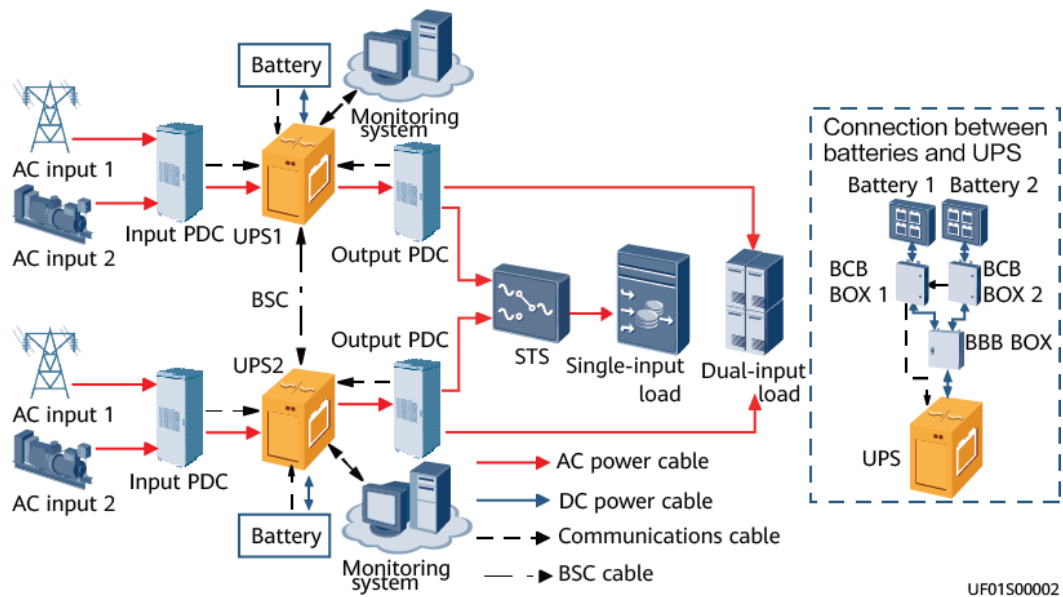 Battery
Monitoring
system
AC input 1
AC input 2
Input PDC
UPS1
Output PDC
BSC
STS
Single-input
load
Dual-input
load
UPS2
Output PDC
AC input 1
AC input 2
Input PDC
Battery
Monitoring
system
AC power cable
DC power cable
Communications cable
BSC cable
Connection between
batteries and UPS
Battery 1
Battery 2
BCB
BOX 1
BCB
BOX 2
BBB BOX
UPS
UF01S00002